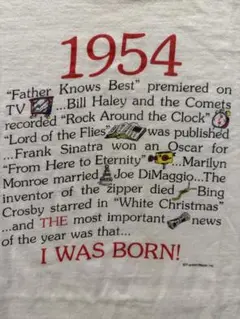 1954
"Father Knows Best" premiered on
TV ...Bill Haley and the Comets
recorded "Rock Around the Clock"
"Lord of the Flies" was published
...Frank Sinatra won an Oscar for
"From Here to Eternity" ...Marilyn
Monroe married Joe DiMaggio...The
inventor of the zipper died Bing
Crosby starred in "White Christmas"
...and THE most important news
of the year was that...
I WAS BORN!